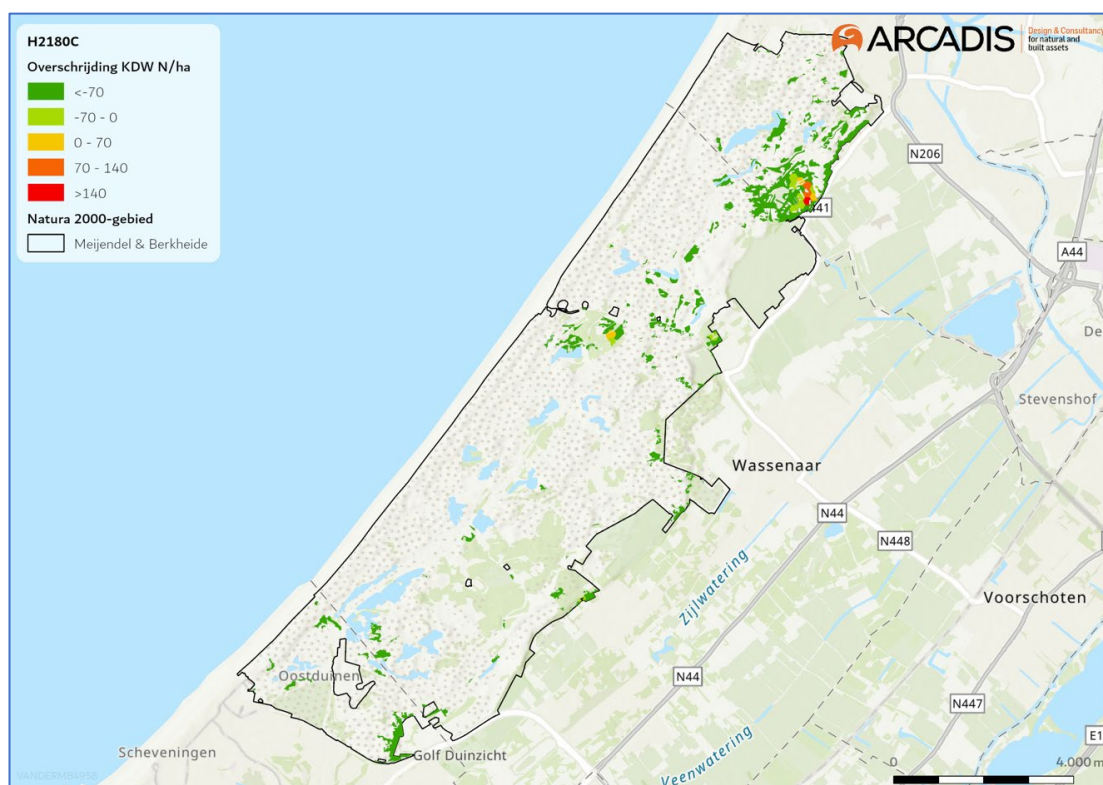 H2180C
Overschrijding KDW N/ha
<-70
-70 - 0
0 - 70
70 - 140
>140
Natura 2000-gebied
Meijendel & Berkheide
ARCADIS
Design & Consultancy
for natural and
built assets
N206
A44
De
Stevenshof
Wassenaar
N44
N448
Zijlwatering
Voorschoten
Oostduinen
N44
N447
Scheveningen
Golf Duinzicht
Veenwatering
E1
0
4.000 m
VANDERMB4958